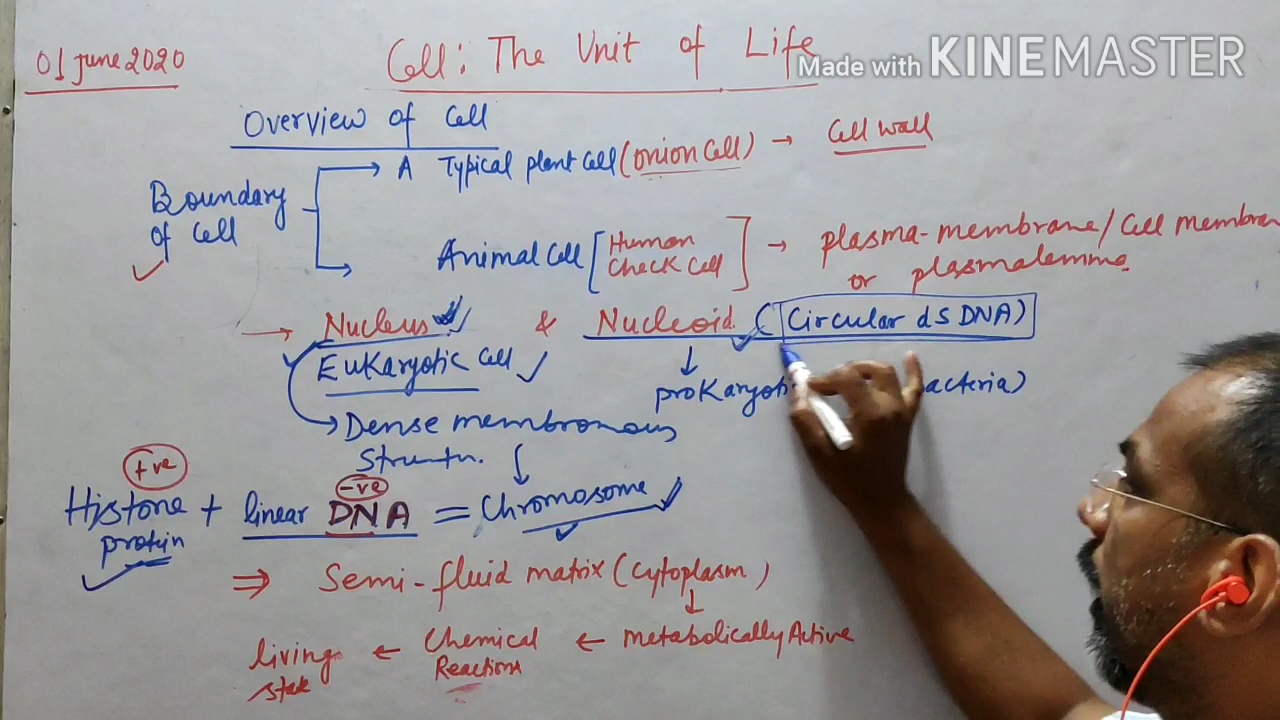 01 June 2020
Cell: The Unit of Life
Made with KINEMASTER
Overview of Cell
Boundary of Cell
A Typical plant Cell (onion Cell) → Cell wall
Animal Cell [Human Check Cell] → plasma-membrane/Cell membran
or plasmalemma
→ Nucleus & Nucleoid (Circular ds DNA)
Eukaryotic Cell
proKaryoti acteria)
Dense membranous
↓
+ve
-ve
Histone + linear DNA = Chromosome
protein
⇒ Semi-fluid matrix (Cytoplasm)
↓
living ← Chemical ← metabolically Active
state Reactions